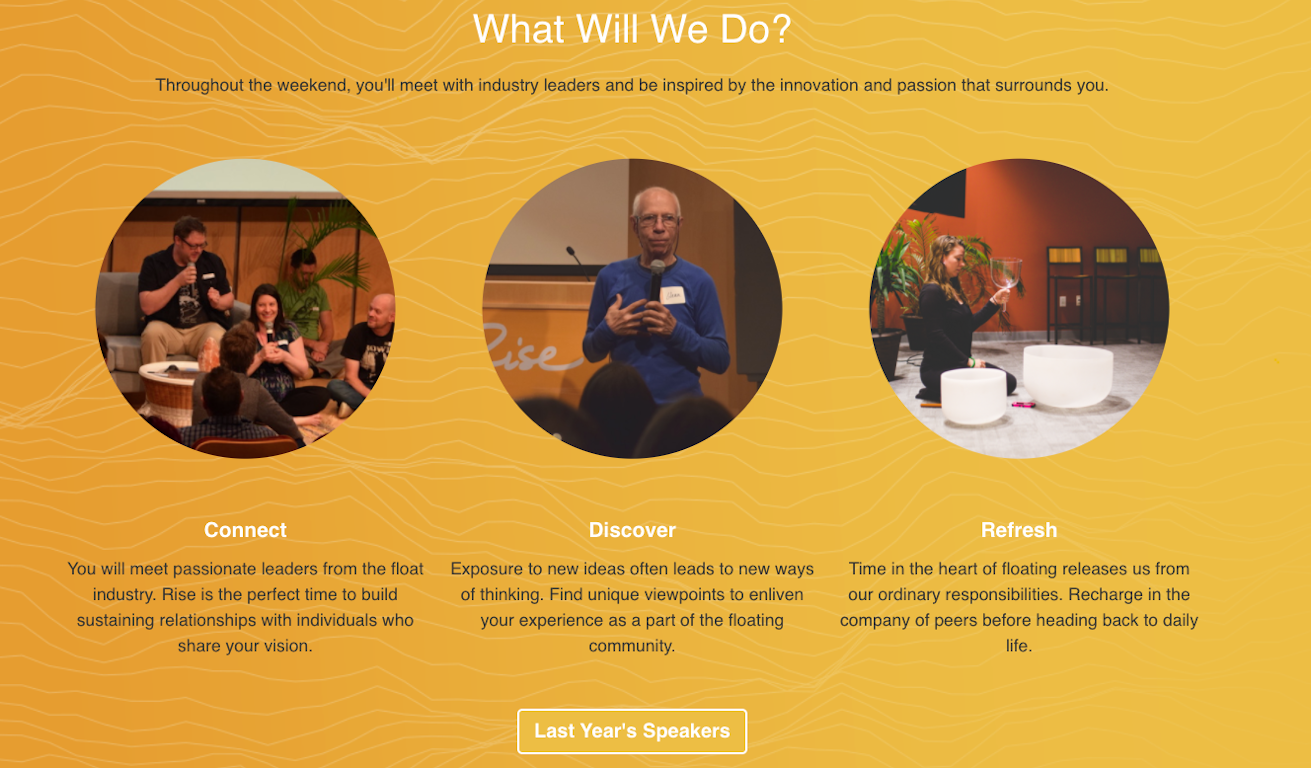 What Will We Do?
Throughout the weekend, you'll meet with industry leaders and be inspired by the innovation and passion that surrounds you.
Rise
Connect
You will meet passionate leaders from the float
industry. Rise is the perfect time to build
sustaining relationships with individuals who
share your vision.
Discover
Exposure to new ideas often leads to new ways
of thinking. Find unique viewpoints to enliven
your experience as a part of the floating
community.
Refresh
Time in the heart of floating releases us from
our ordinary responsibilities. Recharge in the
company of peers before heading back to daily
life.
Last Year's Speakers